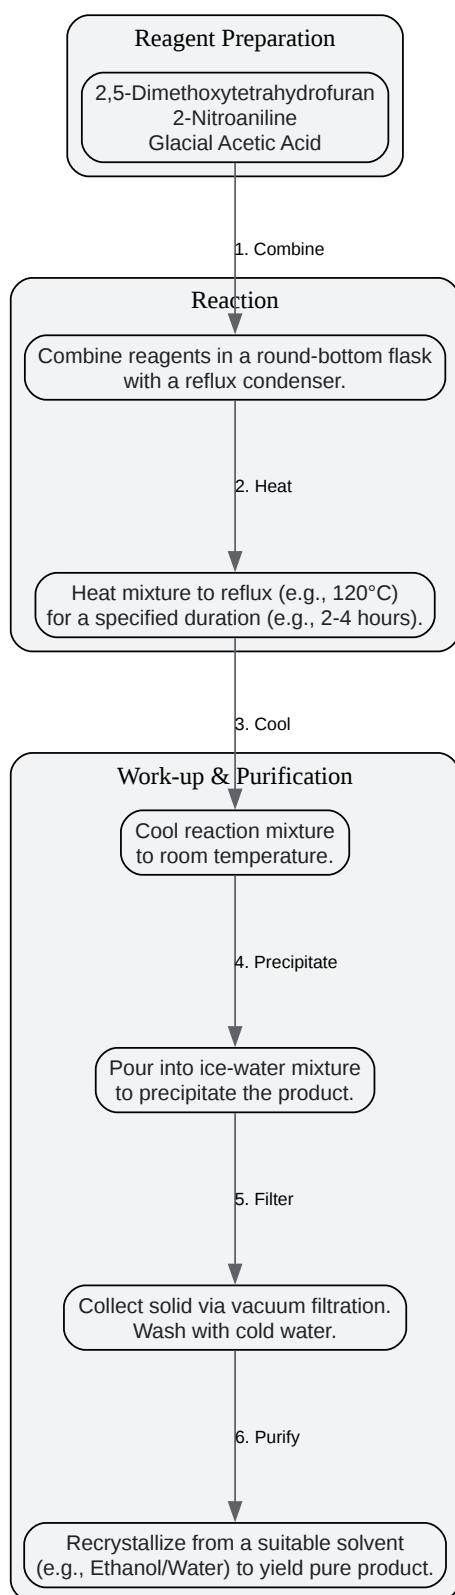 Reagent Preparation
2,5-Dimethoxytetrahydrofuran
2-Nitroaniline
Glacial Acetic Acid
1. Combine
Reaction
Combine reagents in a round-bottom flask
with a reflux condenser.
2. Heat
Heat mixture to reflux (e.g., 120°C)
for a specified duration (e.g., 2-4 hours).
3. Cool
Work-up & Purification
Cool reaction mixture
to room temperature.
4. Precipitate
Pour into ice-water mixture
to precipitate the product.
5. Filter
Collect solid via vacuum filtration.
Wash with cold water.
6. Purify
Recrystallize from a suitable solvent
(e.g., Ethanol/Water) to yield pure product.